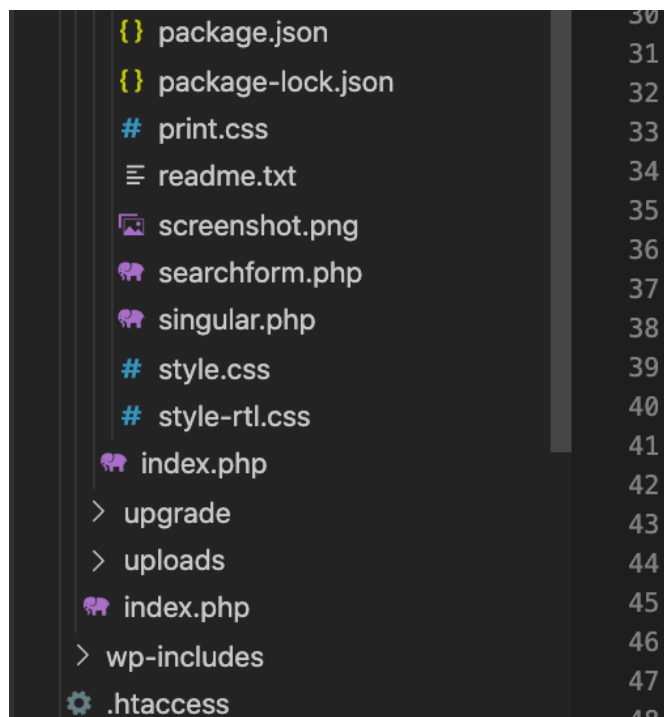 package.json
package-lock.json
print.css
readme.txt
screenshot.png
searchform.php
singular.php
style.css
style-rtl.css
index.php
upgrade
uploads
index.php
wp-includes
.htaccess
30
31
32
33
34
35
36
37
38
39
40
41
42
43
44
45
46
47
48